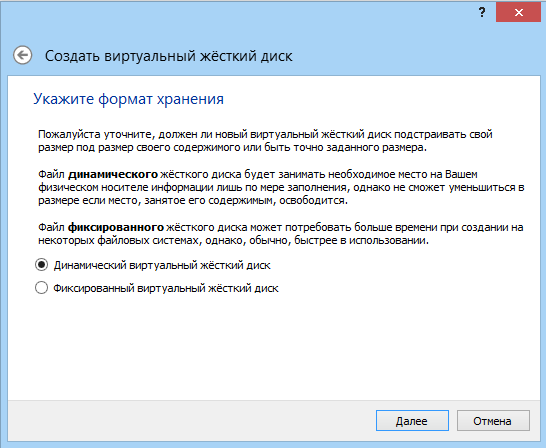 ?
Создать виртуальный жёсткий диск
Укажите формат хранения
Пожалуйста уточните, должен ли новый виртуальный жёсткий диск подстраивать свой
размер под размер своего содержимого или быть точно заданного размера.
Файл динамического жёсткого диска будет занимать необходимое место на Вашем
физическом носителе информации лишь по мере заполнения, однако не сможет уменьшиться в
размере если место, занятое его содержимым, освободится.
Файл фиксированного жёсткого диска может потребовать больше времени при создании на
некоторых файловых системах, однако, обычно, быстрее в использовании.
Динамический виртуальный жёсткий диск
Фиксированный виртуальный жёсткий диск
Далее
Отмена